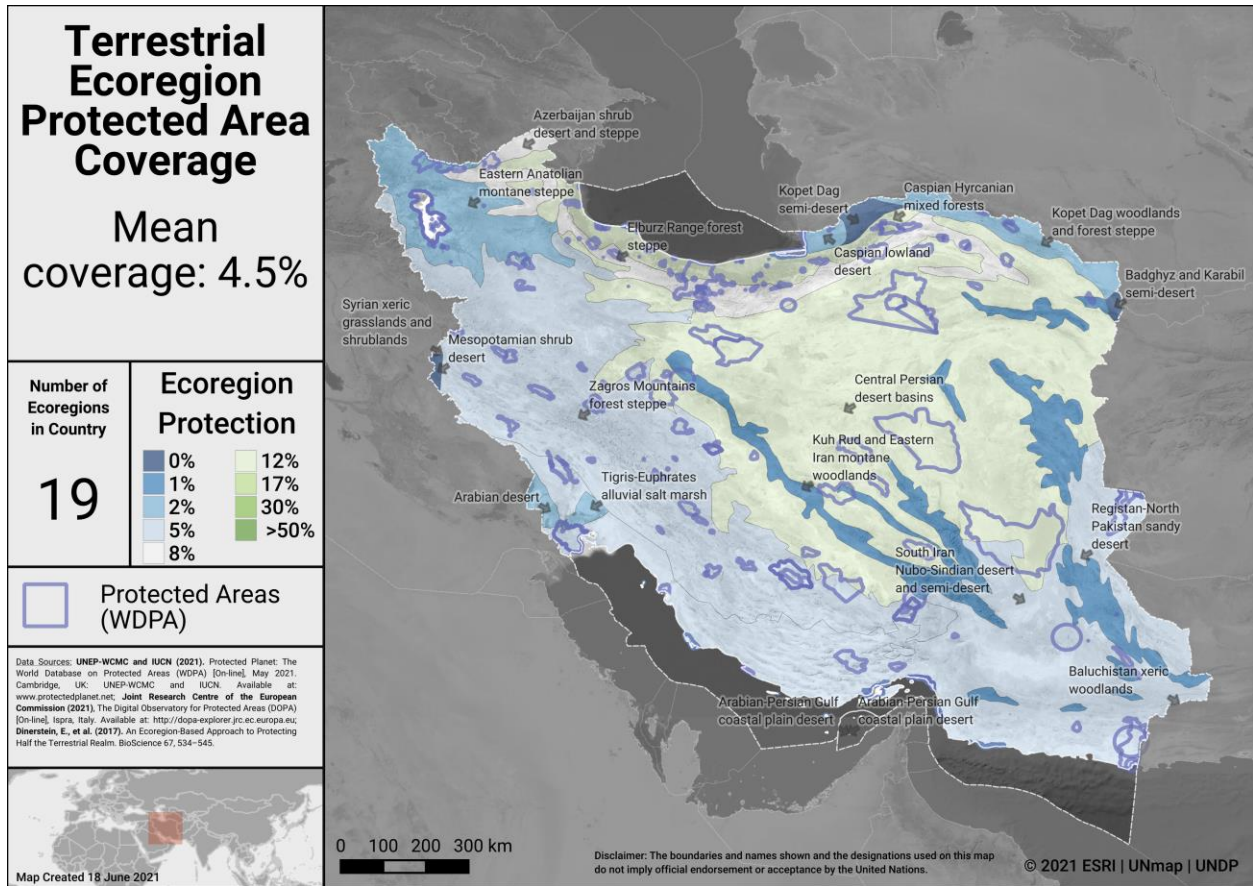 Terrestrial
Ecoregion
Protected Area
Coverage
Mean
coverage: 4.5%
Number of
Ecoregions
in Country
19
Ecoregion
Protection
0%
1%
2%
5%
8%
12%
17%
30%
>50%
Protected Areas
(WDPA)
Data Sources: UNEP-WCMC and IUCN (2021). Protected Planet: The
World Database on Protected Areas (WDPA) [On-line], May 2021.
Cambridge, UK: UNEP-WCMC and IUCN. Available at:
www.protectedplanet.net; Joint Research Centre of the European
Commission (2021), The Digital Observatory for Protected Areas (DOPA)
[On-line], Ispra, Italy. Available at: http://dopa-explorer.jrc.ec.europa.eu;
Dinerstein, E., et al. (2017). An Ecoregion-Based Approach to Protecting
Half the Terrestrial Realm. BioScience 67, 534–545.
Map Created 18 June 2021
Azerbaijan shrub
desert and steppe
Eastern Anatolian
montane steppe
Elburz Range forest
steppe
Kopet Dag
semi-desert
Caspian Hyrcanian
mixed forests
Caspian lowland
desert
Kopet Dag woodlands
and forest steppe
Badghyz and Karabil
semi-desert
Syrian xeric
grasslands and
shrublands
Mesopotamian shrub
desert
Zagros Mountains
forest steppe
Central Persian
desert basins
Kuh Rud and Eastern
Iran montane
woodlands
Arabian desert
Tigris-Euphrates
alluvial salt marsh
Registan-North
Pakistan sandy
desert
South Iran
Nubo-Sindian desert
and semi-desert
Baluchistan xeric
woodlands
Arabian-Persian Gulf
coastal plain desert
Arabian-Persian Gulf
coastal plain desert
0 100 200 300 km
Disclaimer: The boundaries and names shown and the designations used on this map
do not imply official endorsement or acceptance by the United Nations.
© 2021 ESRI | UNmap | UNDP